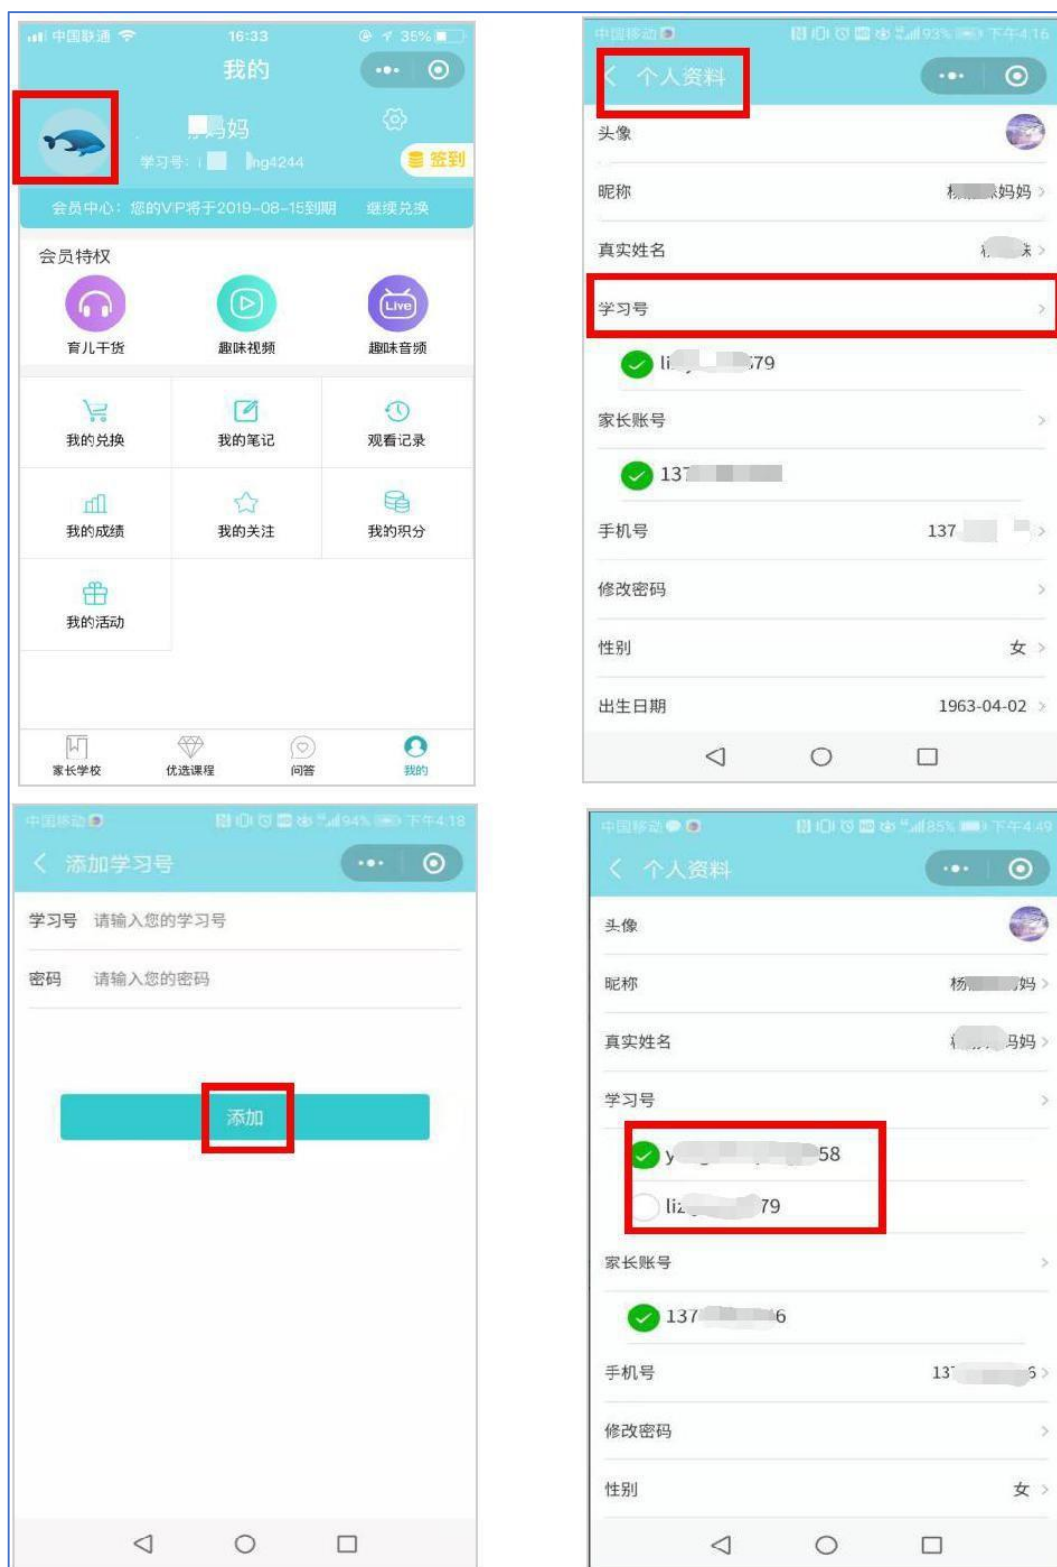 中国联通 16:33 35%
我的
妈妈
学习号: ng4244
签到
会员中心：您的VIP将于2019-08-15到期 继续兑换
会员特权
育儿干货 趣味视频 趣味音频
Live
我的兑换 我的笔记 观看记录
我的成绩 我的关注 我的积分
我的活动
家长学校 优选课程 问答 我的
中国移动 93% 下午4:16
个人资料
头像
昵称 妈妈
真实姓名
学习号
li 679
家长账号
137
手机号 137
修改密码
性别 女
出生日期 1963-04-02
中国移动 94% 下午4:18
添加学习号
学习号 请输入您的学习号
密码 请输入您的密码
添加
中国移动 85% 下午4:49
个人资料
头像
昵称 杨 妈
真实姓名 妈妈
学习号
y 58
liz 79
家长账号
137 6
手机号 13 6
修改密码
性别 女